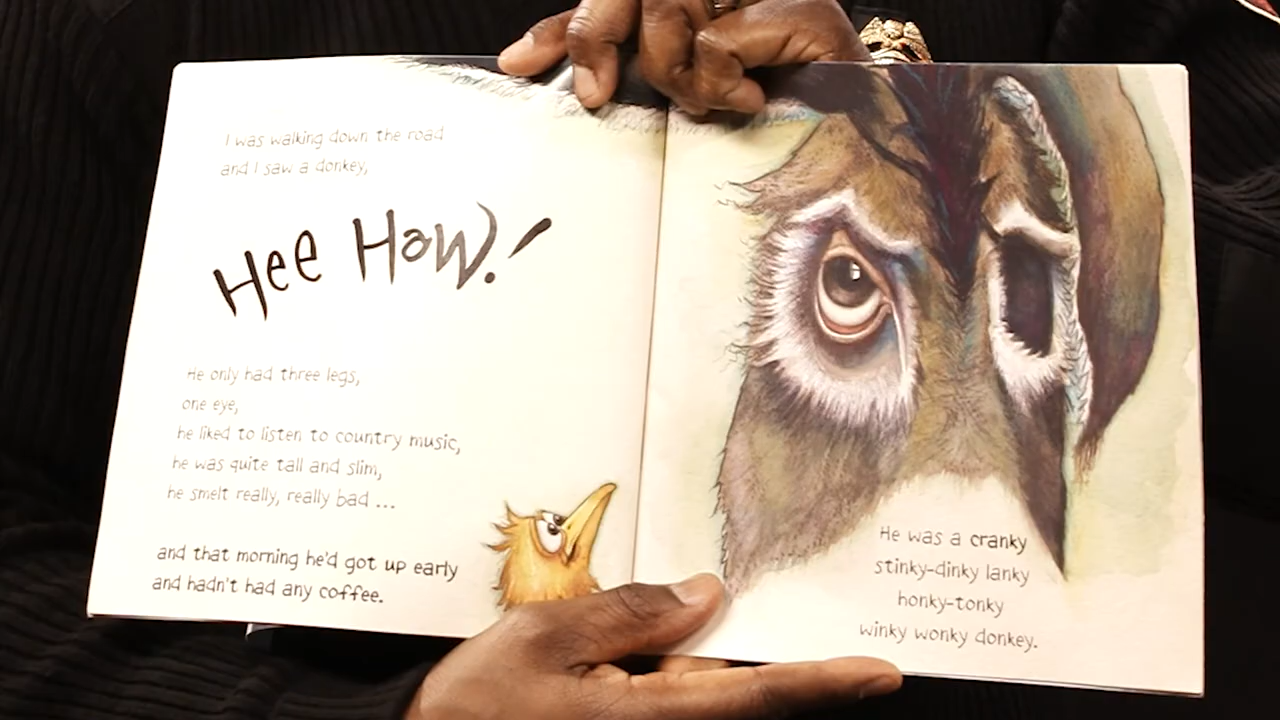 I was walking down the road
and I saw a donkey,
Hee Haw!
He only had three legs,
one eye,
he liked to listen to country music,
he was quite tall and slim,
he smelt really, really bad ...
and that morning he'd got up early
and hadn't had any coffee.
He was a cranky
stinky-dinky lanky
honky-tonky
winky wonky donkey.